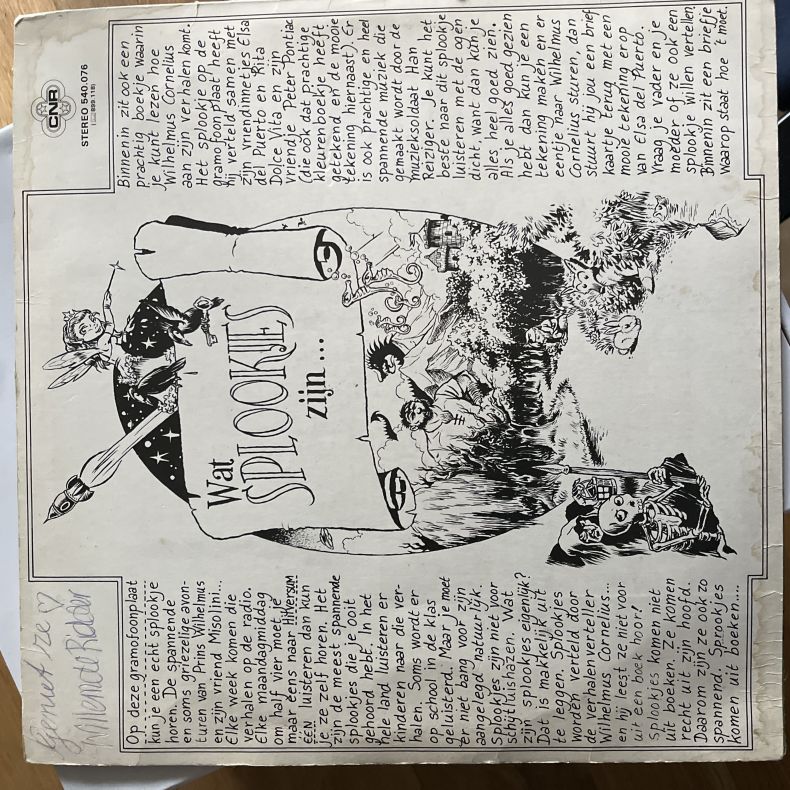 Geniet ze ♡
Willem de Ridder
Op deze gramofoonplaat
kun je een echt splookje
horen. De spannende
en soms griezelige avon-
turen van Prins Wilhelmus
en zijn vriend Misolini...
Elke week komen die
verhalen op de radio.
Elke maandagmiddag
om half vier moet je
maar eens naar Hilversum
EEN luisteren dan kun
je ze zelf horen. Het
zijn de meest spannende
splookjes die je ooit
gehoord hebt. In het
hele land luisteren er
kinderen naar die ver-
halen. Soms wordt er
op school in de klas
geluisterd. Maar je moet
er niet bang voor zijn
aangelegd natuurlijk.
Splookjes zijn niet voor
schijtluishazen. Wat
zijn splookjes eigenlijk?
Dat is makkelijk uit
te leggen. Splookjes
worden verteld door
de verhalenverteller
Wilhelmus Cornelius...
en hij leest ze niet voor
uit een boek hoor!
splookjes komen niet
uit boeken. Ze komen
recht uit zijn hoofd.
Daarom zijn ze ook zo
spannend. Sprookjes
komen uit boeken....
Wat
SPLOOKJES
zijn...
CNR
STEREO 540.076
Binnenin zit ook een
prachtig boekje waarin
je kunt lezen hoe
Wilhelmus Cornelius
aan zijn verhalen komt.
Het splookje op de
gramofoonplaat heeft
hij verteld samen met
zijn vriendinnetjes Elsa
del Puerto en Rita
Dolce Vita en zijn
vriendje Peter Pontiac
(die ook dat prachtige
kleurenboekje heeft
getekend en de mooie
tekening hiernaast). Er
is ook prachtige en heel
spannende muziek die
gemaakt wordt door de
muzieksoldaat Han
Reiziger. Je kunt het
beste naar dit splookje
luisteren met de ogen
dicht want dan kun je
alles heel goed zien.
Als je alles goed gezien
hebt dan kun je een
tekening maken en er
eentje naar Wilhelmus
Cornelius sturen, dan
stuurt hij jou een brief
kaartje terug met een
mooie tekening er op
van Elsa del Puerto.
Vraag je vader en je
moeder of ze ook een
splookje willen vertellen.
Binnenin zit een briefje
waarop staat hoe 't moet.